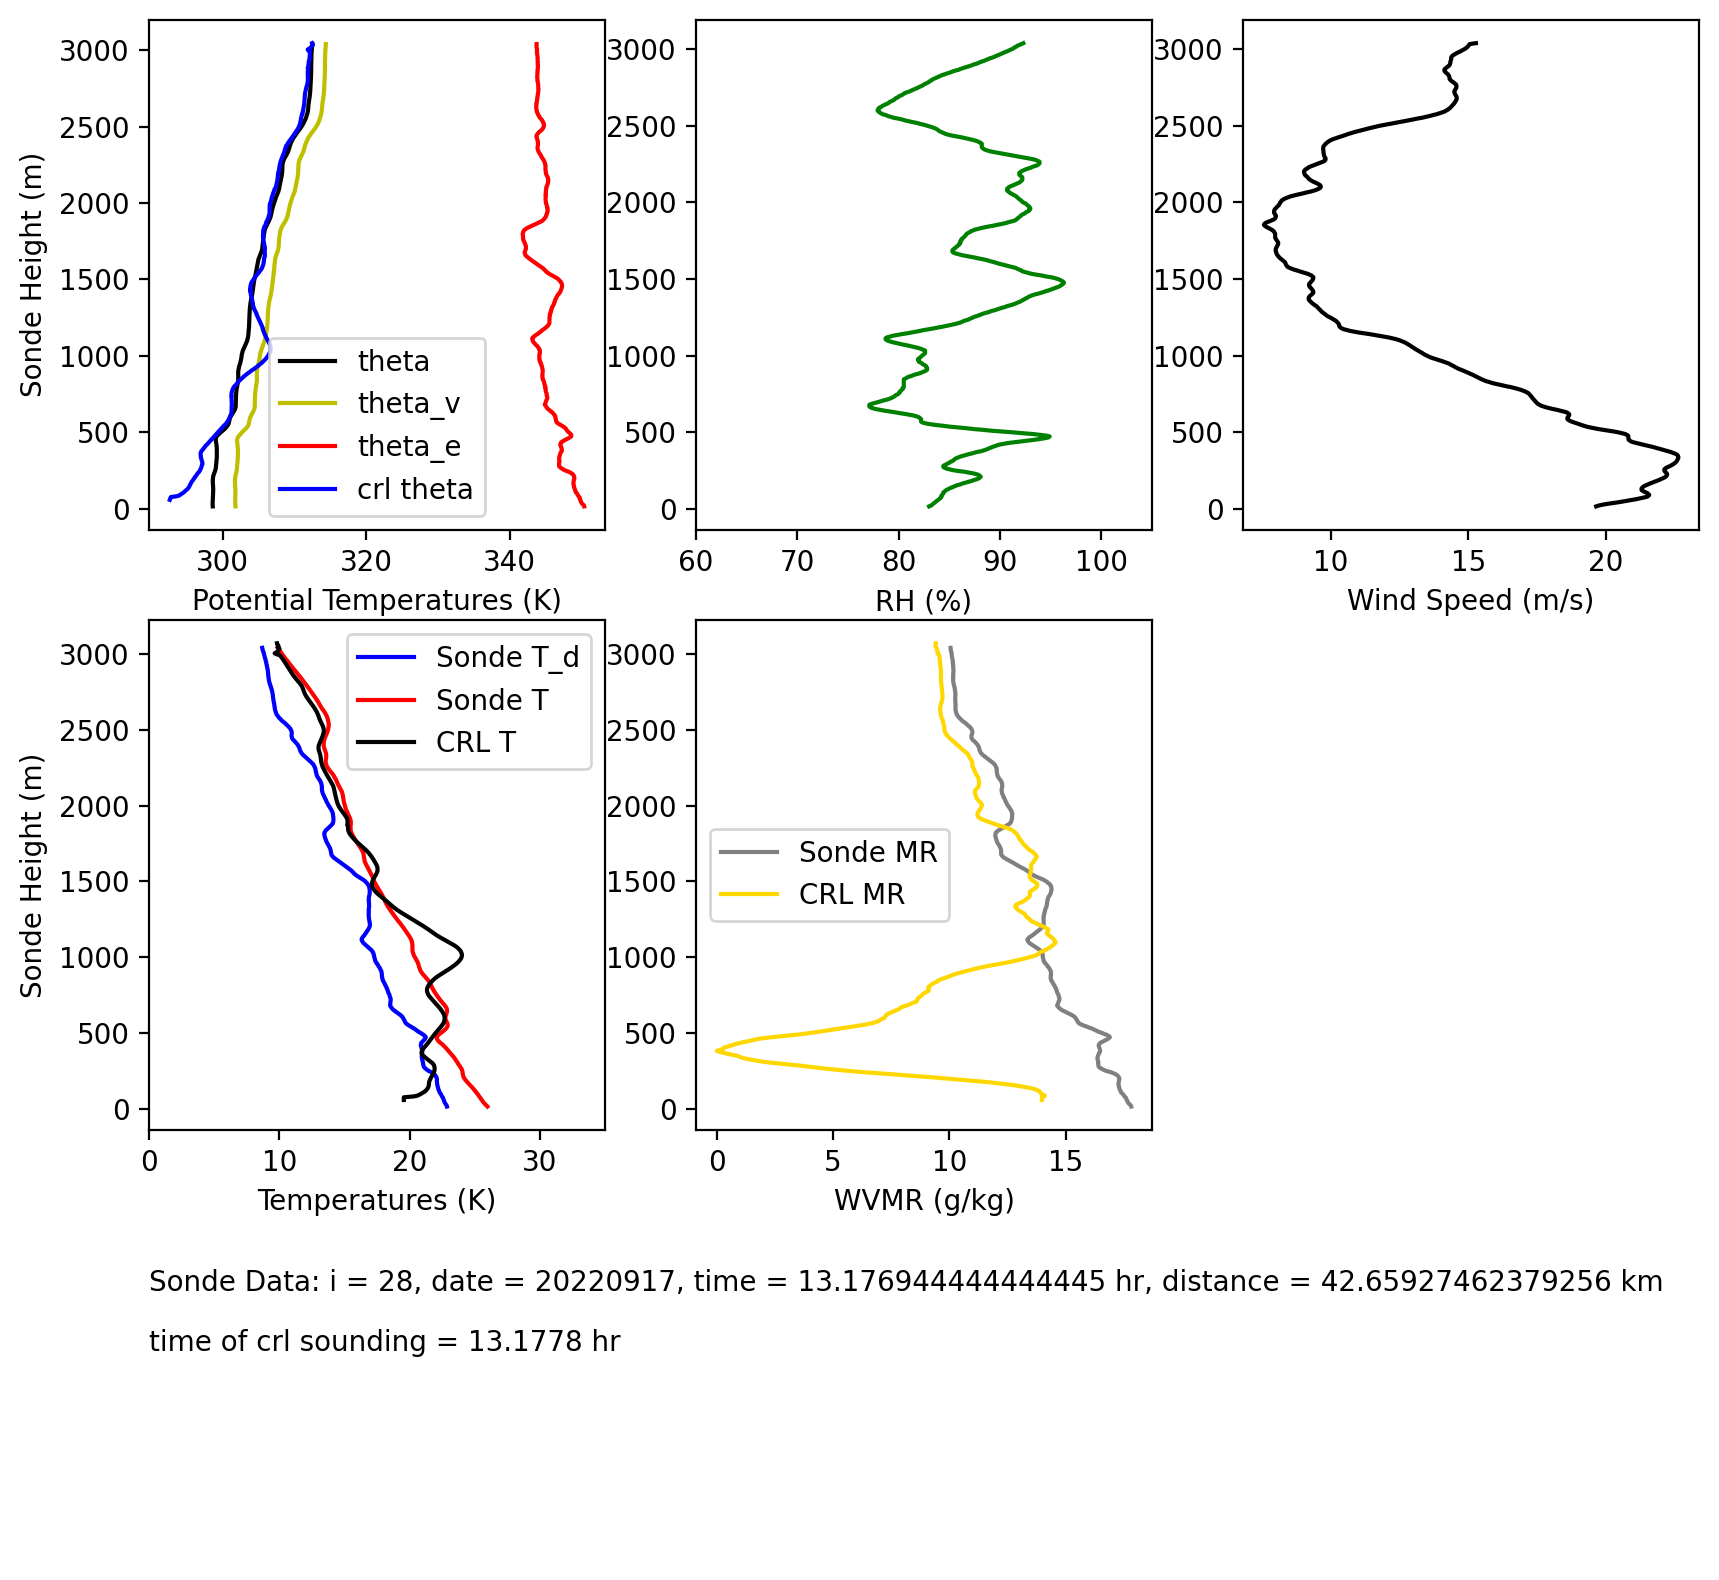 3000
2500
2000
1500
1000
500
0
Sonde Height (m)
300 320 340
Potential Temperatures (K)
theta
theta_v
theta_e
crl theta
3000
2500
2000
1500
1000
500
0
60 70 80 90 100
RH (%)
3000
2500
2000
1500
1000
500
0
10 15 20
Wind Speed (m/s)
3000
2500
2000
1500
1000
500
0
Sonde Height (m)
0 10 20 30
Temperatures (K)
Sonde T_d
Sonde T
CRL T
3000
2500
2000
1500
1000
500
0
0 5 10 15
WVMR (g/kg)
Sonde MR
CRL MR
Sonde Data: i = 28, date = 20220917, time = 13.176944444444445 hr, distance = 42.65927462379256 km
time of crl sounding = 13.1778 hr